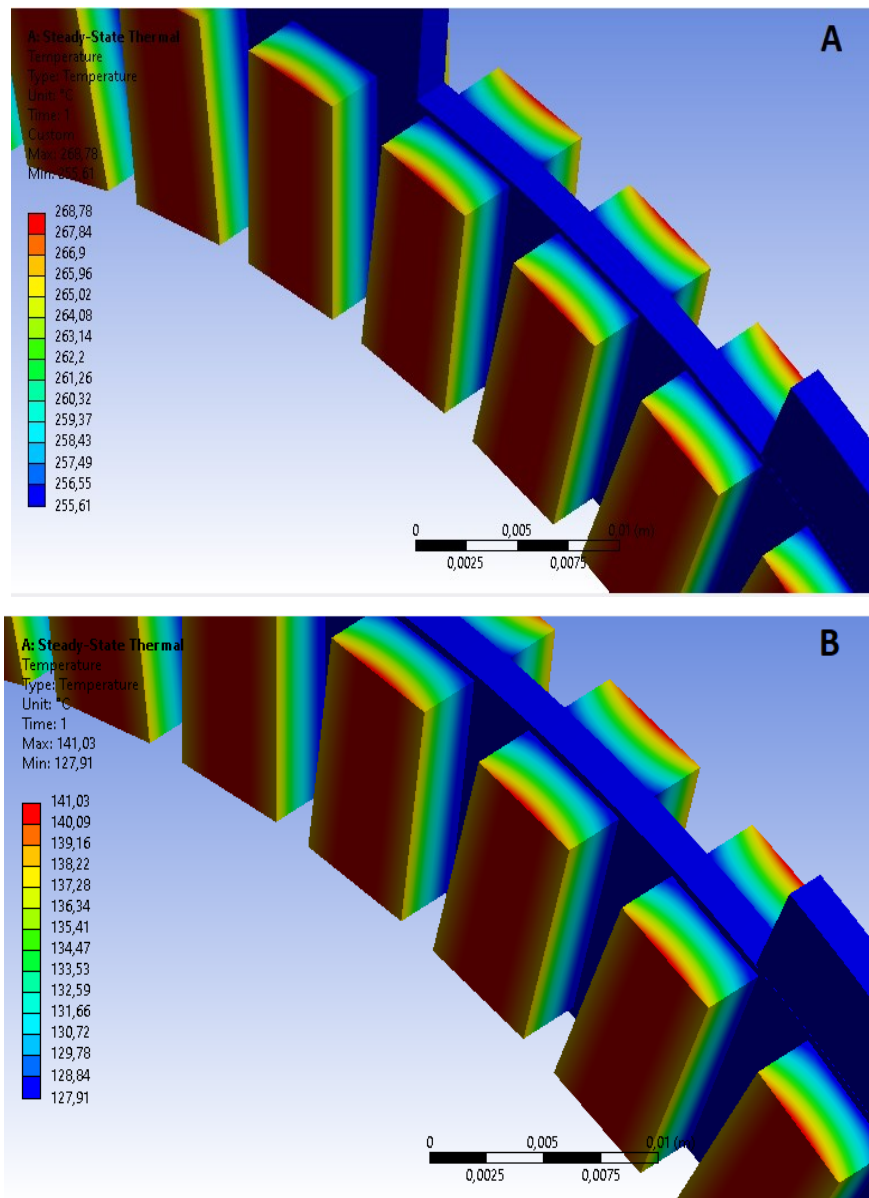 A
A: Steady-State Thermal
Temperature
Type: Temperature
Unit: °C
Time: 1
Custom
Max: 268,78
Min: 255,61
268,78
267,84
266,9
265,96
265,02
264,08
263,14
262,2
261,26
260,32
259,37
258,43
257,49
256,55
255,61
0 0,005 0,01 (m)
0,0025 0,0075
B
A: Steady-State Thermal
Temperature
Type: Temperature
Unit: °C
Time: 1
Max: 141,03
Min: 127,91
141,03
140,09
139,16
138,22
137,28
136,34
135,41
134,47
133,53
132,59
131,66
130,72
129,78
128,84
127,91
0 0,005 0,01 (m)
0,0025 0,0075